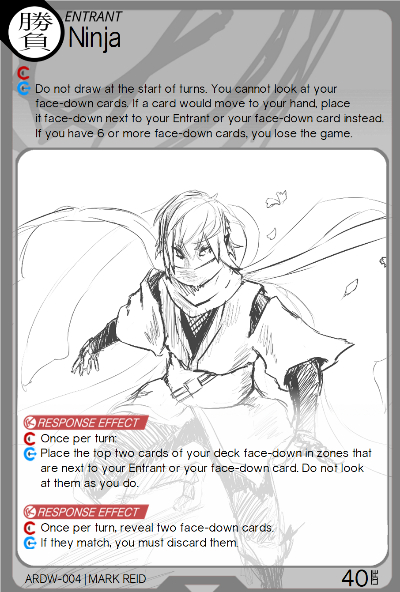 勝負
ENTRANT
Ninja
Do not draw at the start of turns. You cannot look at your
face-down cards. If a card would move to your hand, place
it face-down next to your Entrant or your face-down card instead.
If you have 6 or more face-down cards, you lose the game.
RESPONSE EFFECT
Once per turn:
Place the top two cards of your deck face-down in zones that
are next to your Entrant or your face-down card. Do not look
at them as you do.
RESPONSE EFFECT
Once per turn, reveal two face-down cards.
If they match, you must discard them.
ARDW-004 | MARK REID
40 LIFE